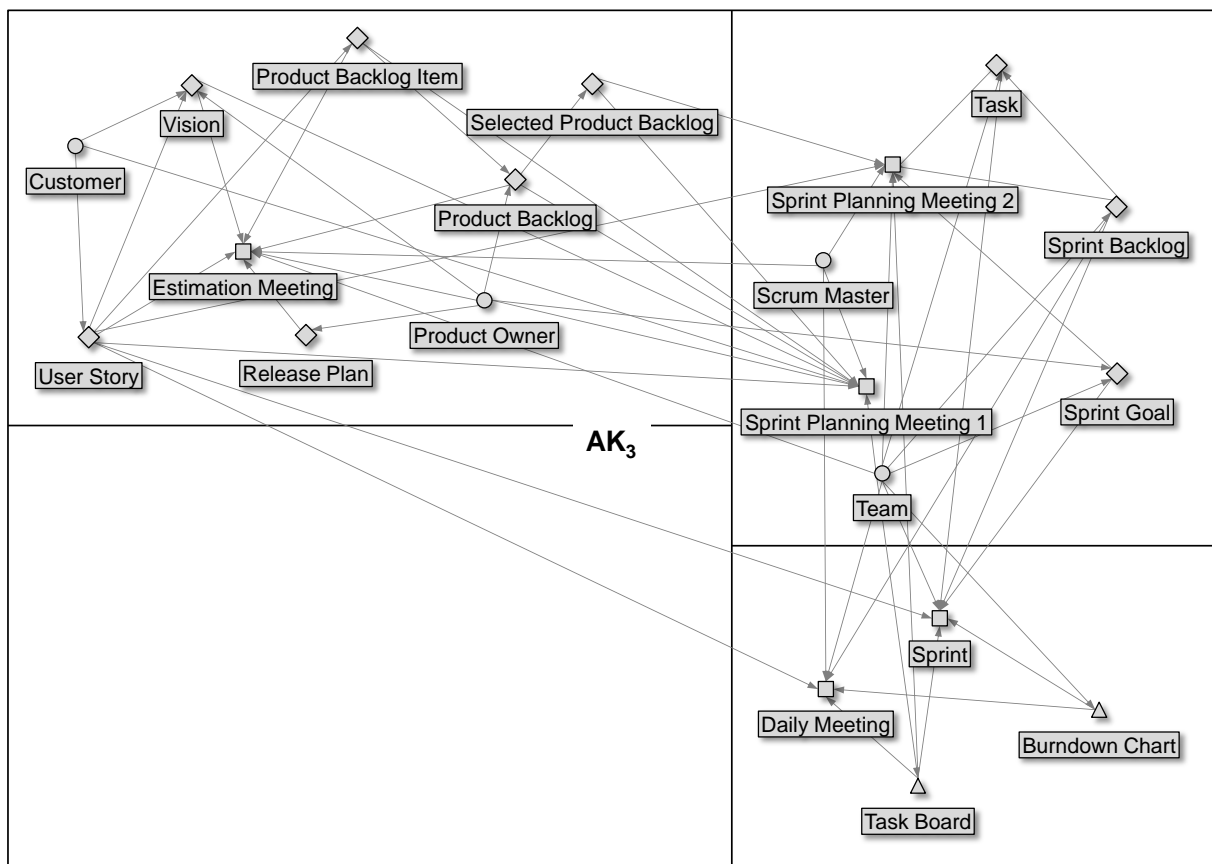 Product Backlog Item
Vision
Selected Product Backlog
Customer
Product Backlog
Estimation Meeting
Product Owner
User Story
Release Plan
Task
Sprint Planning Meeting 2
Sprint Backlog
Scrum Master
Sprint Goal
Sprint Planning Meeting 1
AK₃
Team
Sprint
Daily Meeting
Burndown Chart
Task Board